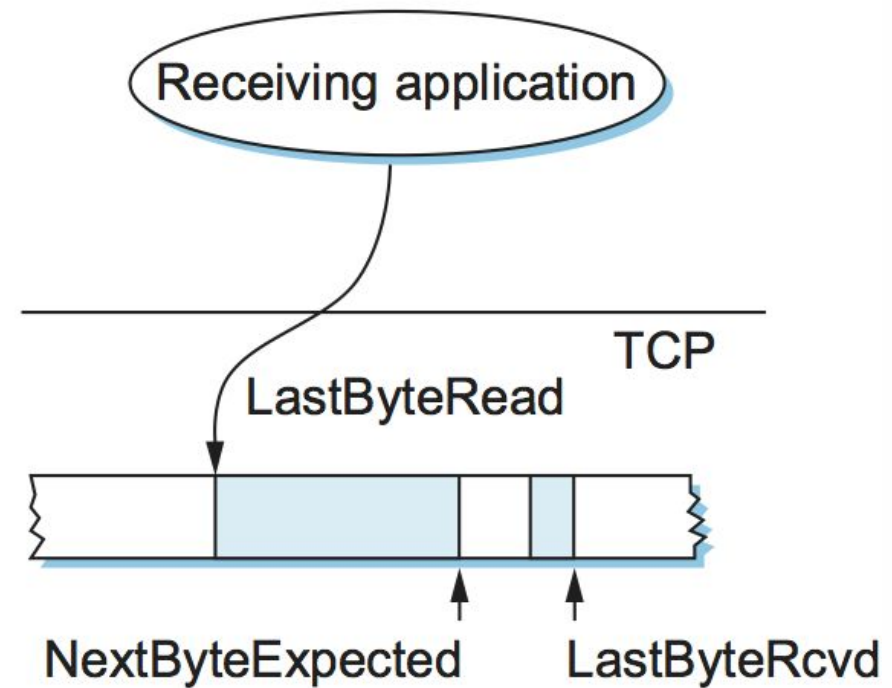 Receiving application
TCP
LastByteRead
NextByteExpected
LastByteRcvd